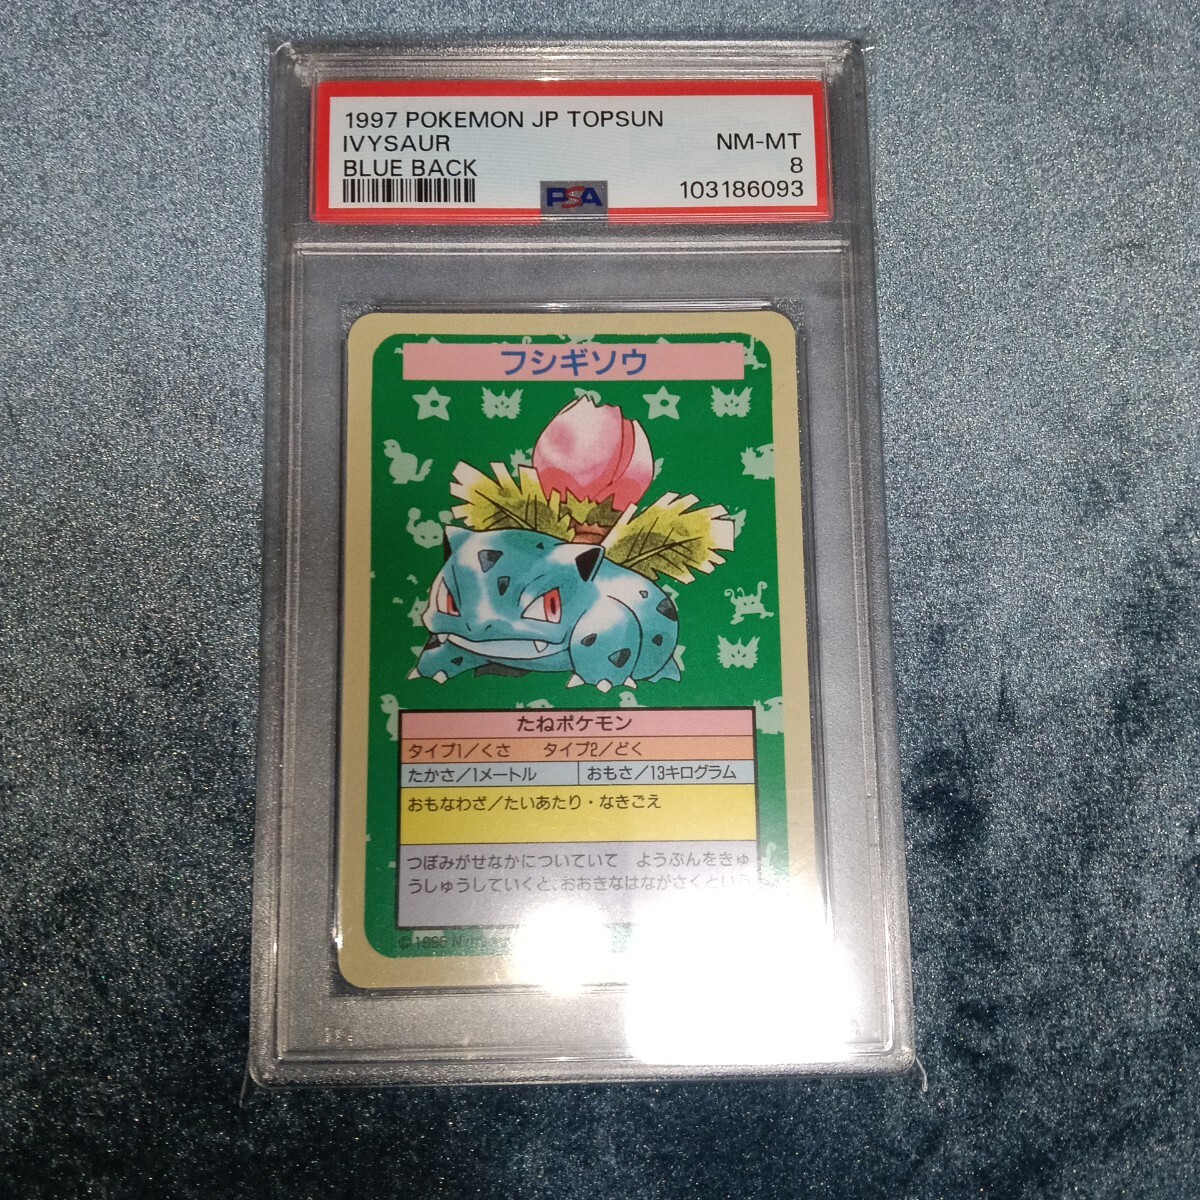 1997 POKEMON JP TOPSUN
IVYSAUR
NM-MT
BLUE BACK
8
PSA
103186093
フシギソウ
たねポケモン
タイプ1/くさ タイプ2/どく
たかさ/1メートル おもさ/13キログラム
おもなわざ/たいあたり・なきごえ
つぼみがせなかについていて ようぶんをきゅ
うしゅうしていくと、おおきなはながさくという
©1995